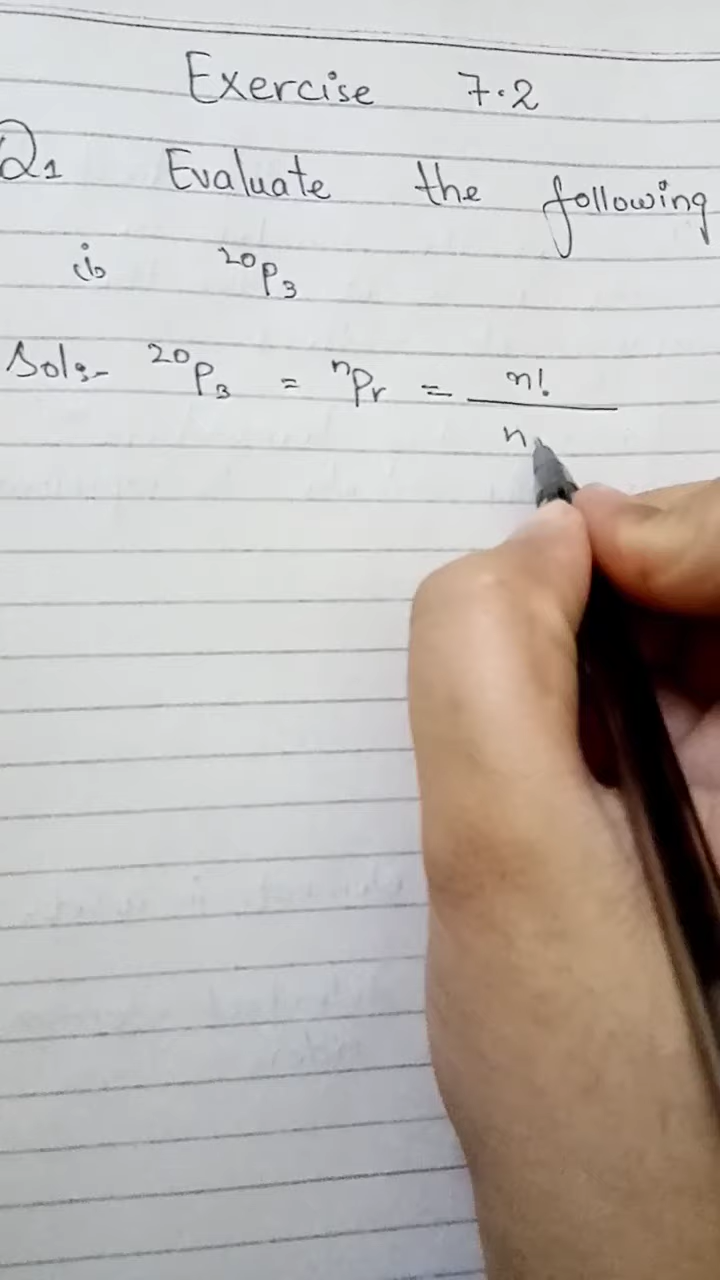 Exercise 7.2
Q1 Evaluate the following
i. ²⁰P₃
Sol:- ²⁰P₃ = ⁿPr = n!
n